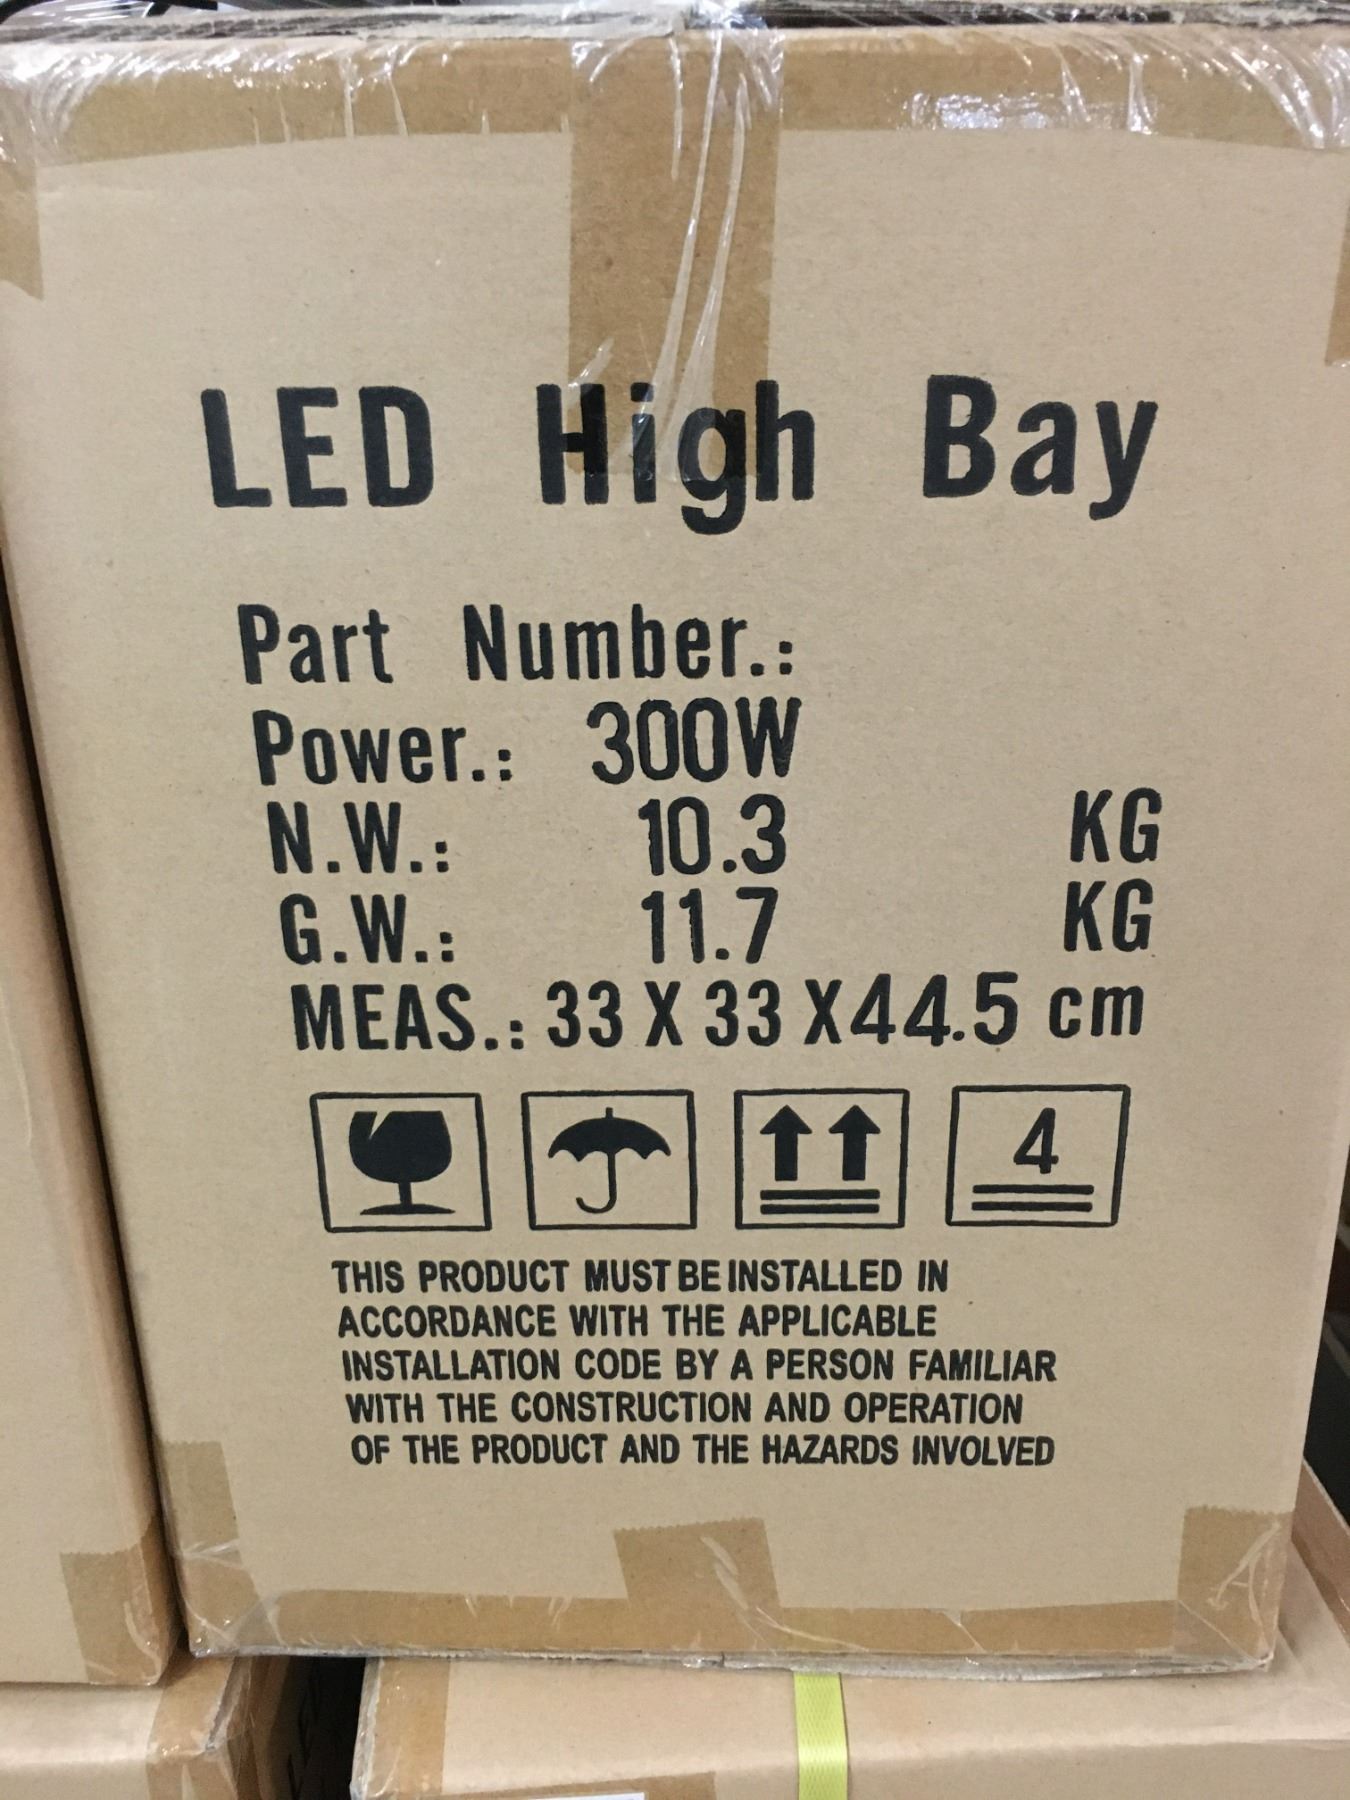 LED High Bay
Part Number.:
Power.: 300W
N.W.: 10.3 KG
G.W.: 11.7 KG
MEAS.: 33 X 33 X 44.5 cm
4
THIS PRODUCT MUST BE INSTALLED IN
ACCORDANCE WITH THE APPLICABLE
INSTALLATION CODE BY A PERSON FAMILIAR
WITH THE CONSTRUCTION AND OPERATION
OF THE PRODUCT AND THE HAZARDS INVOLVED